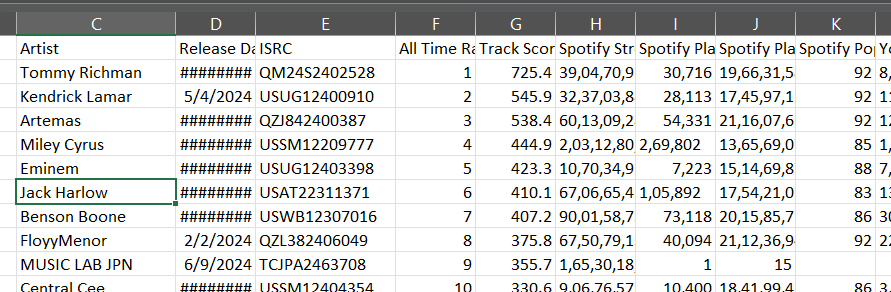 C D E F G H I J K
Artist Release Da ISRC All Time Ra Track Scor Spotify Str Spotify Pla Spotify Pla Spotify Pop Yo
Tommy Richman ######## QM24S2402528 1 725.4 39,04,70,9 30,716 19,66,31,5 92 8,
Kendrick Lamar 5/4/2024 USUG12400910 2 545.9 32,37,03,8 28,113 17,45,97,1 92 11
Artemas ######## QZJ842400387 3 538.4 60,13,09,2 54,331 21,16,07,6 92 12
Miley Cyrus ######## USSM12209777 4 444.9 2,03,12,80 2,69,802 13,65,69,0 85 1,
Eminem ######## USUG12403398 5 423.3 10,70,34,9 7,223 15,14,69,8 88 7,
Jack Harlow ######## USAT22311371 6 410.1 67,06,65,4 1,05,892 17,54,21,0 83 13
Benson Boone ######## USWB12307016 7 407.2 90,01,58,7 73,118 20,15,85,7 86 30
FloyyMenor 2/2/2024 QZL382406049 8 375.8 67,50,79,1 40,094 21,12,36,9 92 22
MUSIC LAB JPN 6/9/2024 TCJPA2463708 9 355.7 1,65,30,18 1 15
Central Cee ######## USSM12404354 10 330.6 9,06,76,57 10,400 18,41,99,4 86 3,